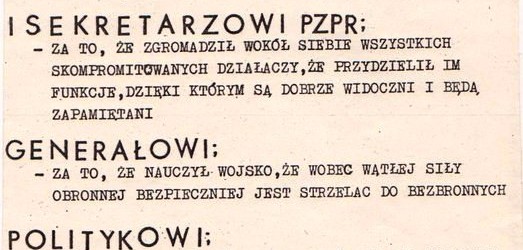 I SEKRETARZOWI PZPR;
- ZA TO, ŻE ZGROMADZIŁ WOKÓŁ SIEBIE WSZYSTKICH
SKOMPROMITOWANYCH DZIAŁACZY,ŻE PRZYDZIELIŁ IM
FUNKCJE,DZIĘKI KTÓRYM SĄ DOBRZE WIDOCZNI I BĘDĄ
ZAPAMIĘTANI
GENERAŁOWI;
- ZA TO, ŻE NAUCZYŁ WOJSKO,ŻE WOBEC WĄTŁEJ SIŁY
OBRONNEJ BEZPIECZNIEJ JEST STRZELAC DO BEZBRONNYCH
POLITYKOWI;